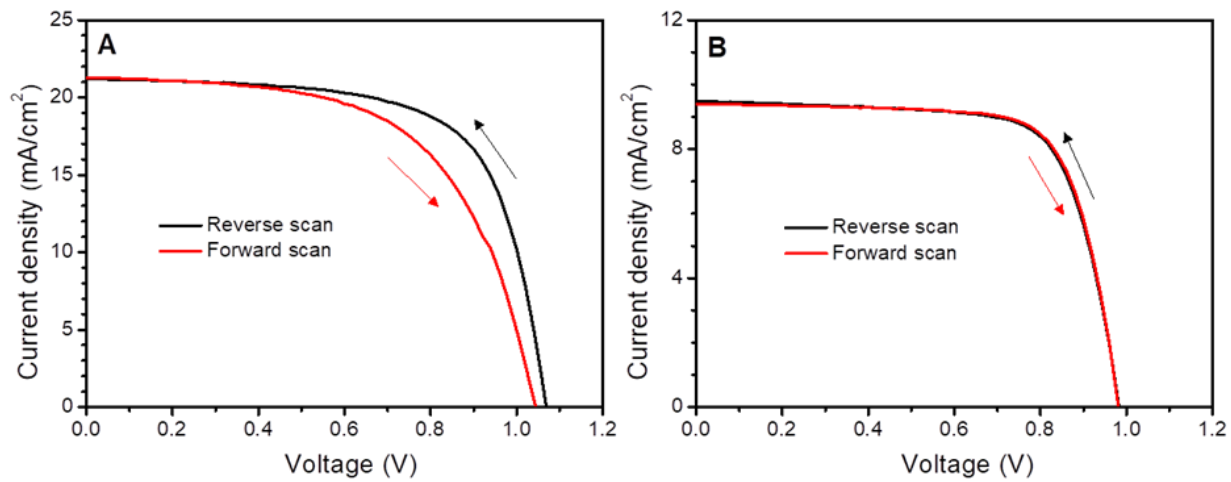 A
25
20
15
10
5
0
Current density (mA/cm²)
Reverse scan
Forward scan
0.0 0.2 0.4 0.6 0.8 1.0 1.2
Voltage (V)
B
12
8
4
0
Current density (mA/cm²)
Reverse scan
Forward scan
0.0 0.2 0.4 0.6 0.8 1.0 1.2
Voltage (V)